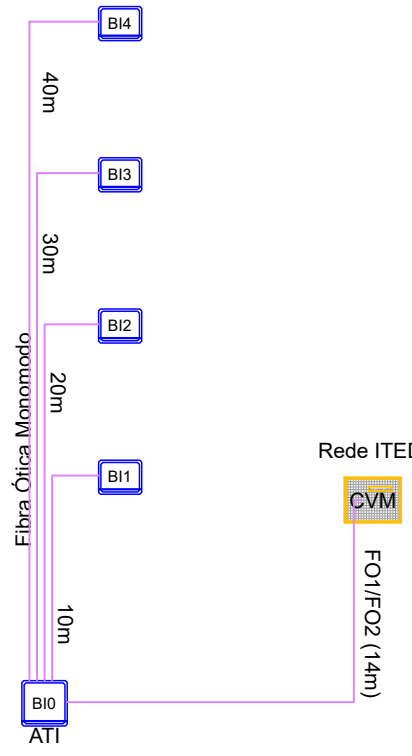 BI4
40m
BI3
30m
BI2
20m
Fibra Ótica Monomodo
Rede ITED
BI1
CVM
FO1/FO2 (14m)
10m
BI0
ATI